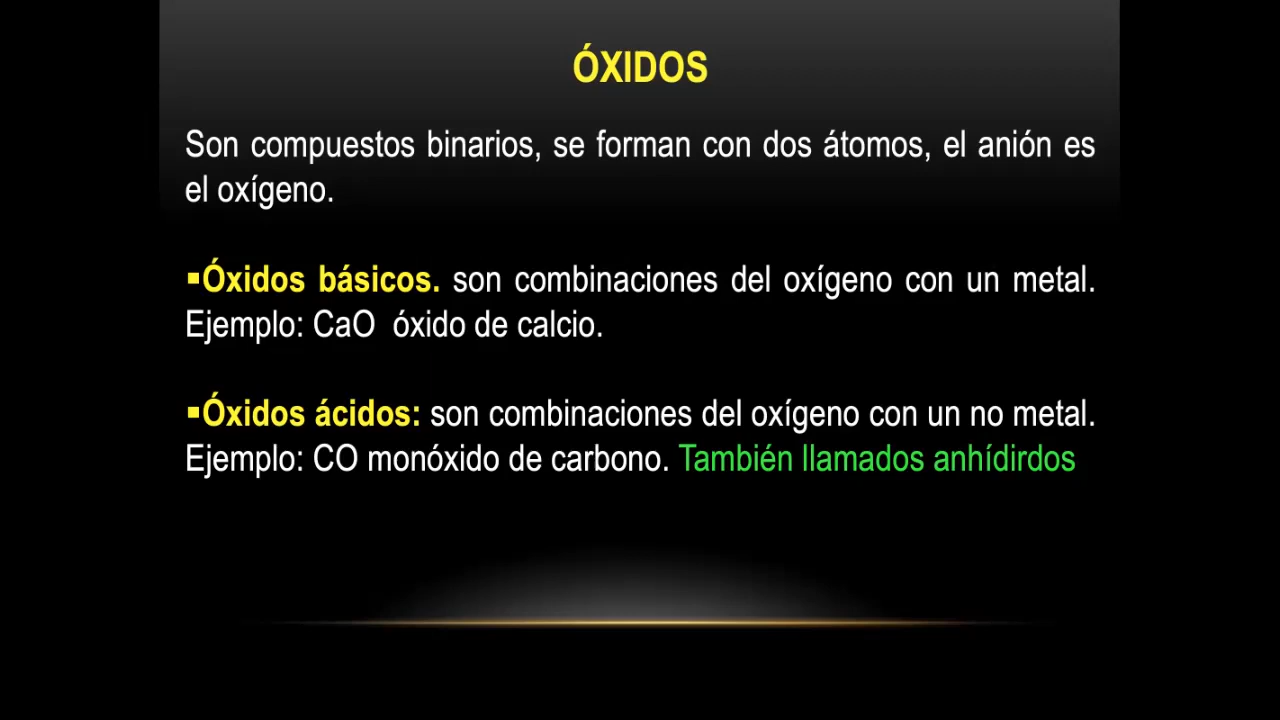 ÓXIDOS
Son compuestos binarios, se forman con dos átomos, el anión es
el oxígeno.
▪Óxidos básicos. son combinaciones del oxígeno con un metal.
Ejemplo: CaO óxido de calcio.
▪Óxidos ácidos: son combinaciones del oxígeno con un no metal.
Ejemplo: CO monóxido de carbono. También llamados anhídirdos